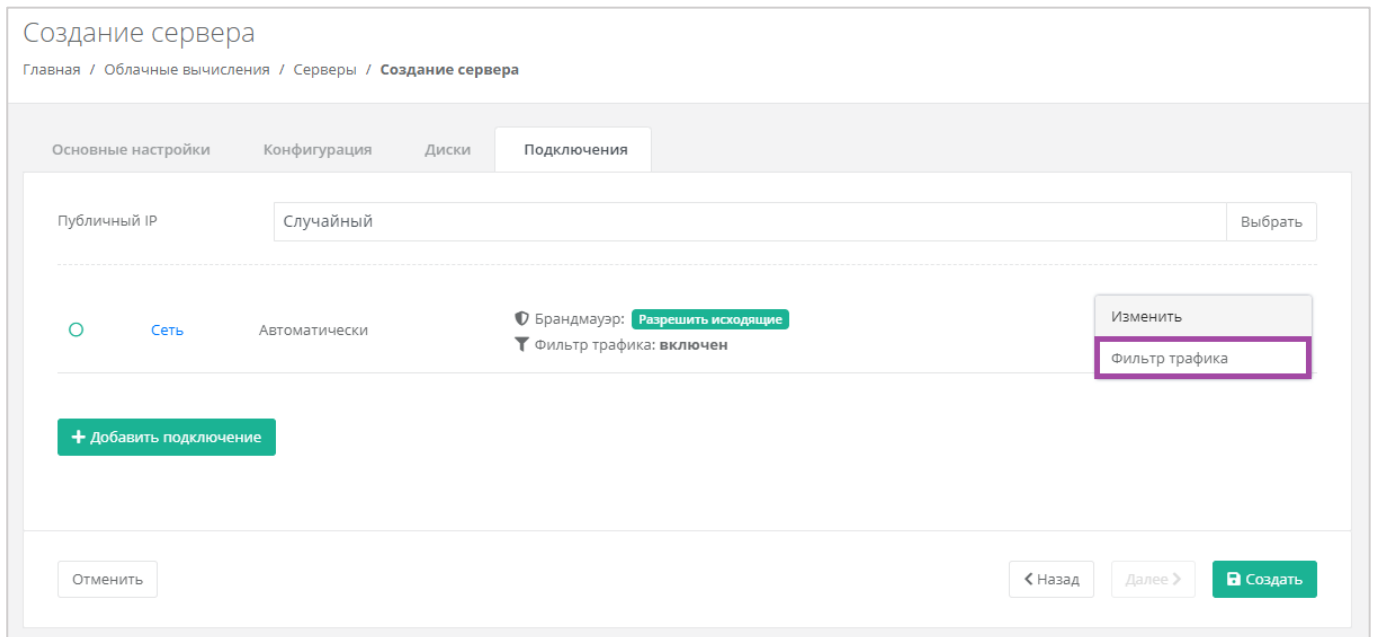 Создание сервера
Главная / Облачные вычисления / Серверы / Создание сервера
Основные настройки Конфигурация Диски Подключения
Публичный IP Случайный Выбрать
Изменить
Сеть Автоматически Брандмауэр: Разрешить исходящие
Фильтр трафика: включен
Фильтр трафика
+ Добавить подключение
Отменить Назад Далее Создать